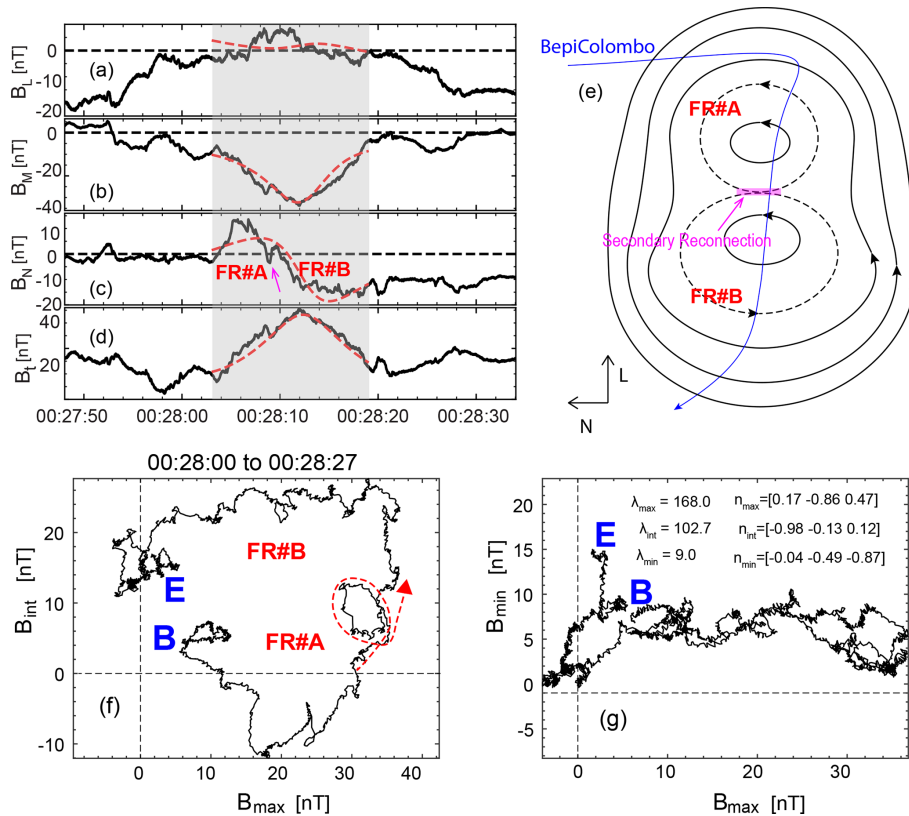 B_L [nT]
0
-10
-20
(a)
B_M [nT]
0
-20
-40
(b)
B_N [nT]
10
0
-10
-20
(c)
FR#A
FR#B
B_t [nT]
40
20
(d)
00:27:50
00:28:00
00:28:10
00:28:20
00:28:30
BepiColombo
(e)
FR#A
Secondary Reconnection
FR#B
L
N
00:28:00 to 00:28:27
B_int [nT]
20
10
0
-10
FR#B
E
B
FR#A
(f)
0
10
20
30
40
B_max [nT]
B_min [nT]
20
15
10
5
0
-5
λ_max = 168.0 n_max=[0.17 -0.86 0.47]
λ_int = 102.7 n_int=[-0.98 -0.13 0.12]
λ_min = 9.0 n_min=[-0.04 -0.49 -0.87]
E
B
(g)
0
10
20
30
B_max [nT]